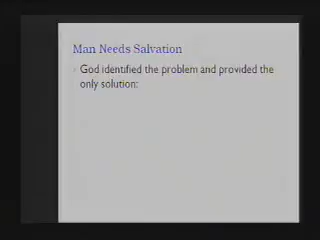 Man Needs Salvation
God identified the problem and provided the
only solution: